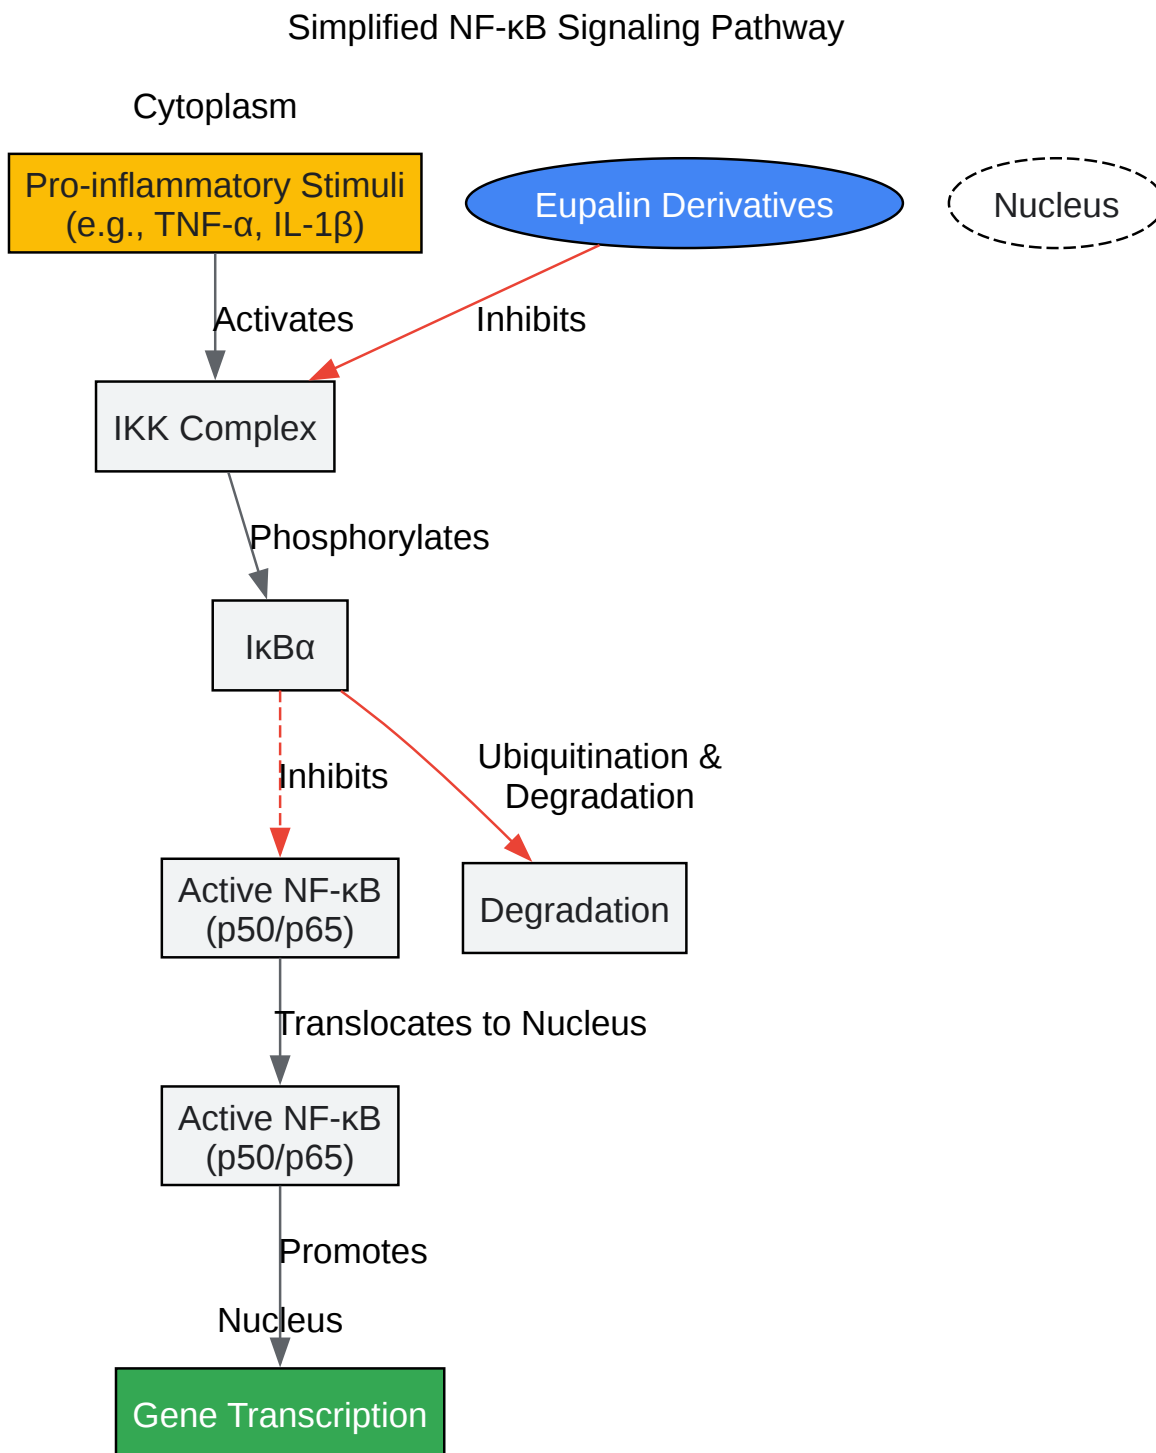 Simplified NF-κB Signaling Pathway
Cytoplasm
Pro-inflammatory Stimuli
(e.g., TNF-α, IL-1β)
Eupalin Derivatives
Nucleus
Activates
Inhibits
IKK Complex
Phosphorylates
IκBα
Inhibits
Ubiquitination &
Degradation
Active NF-κB
(p50/p65)
Degradation
Translocates to Nucleus
Active NF-κB
(p50/p65)
Promotes
Nucleus
Gene Transcription